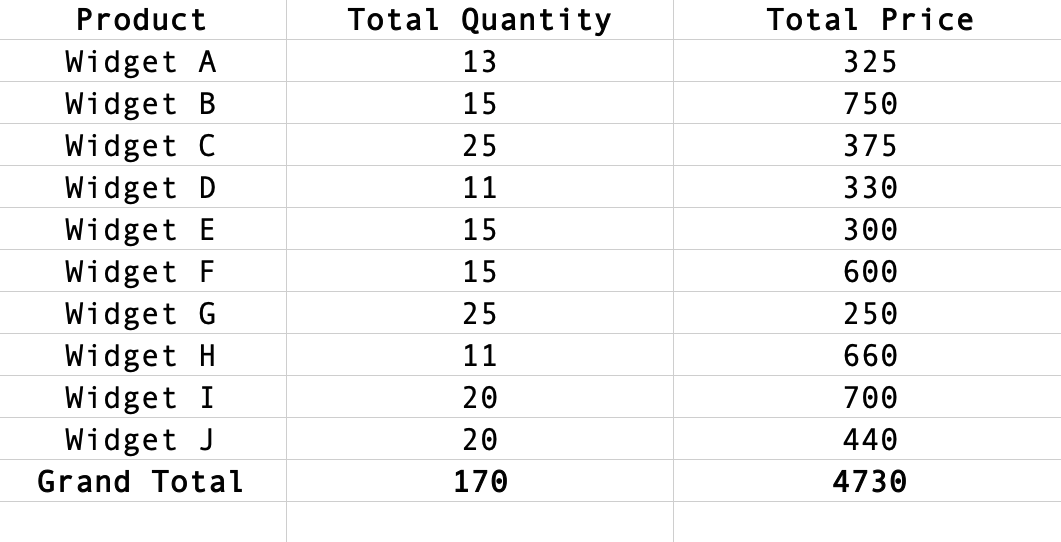 Product Total Quantity Total Price
Widget A 13 325
Widget B 15 750
Widget C 25 375
Widget D 11 330
Widget E 15 300
Widget F 15 600
Widget G 25 250
Widget H 11 660
Widget I 20 700
Widget J 20 440
Grand Total 170 4730